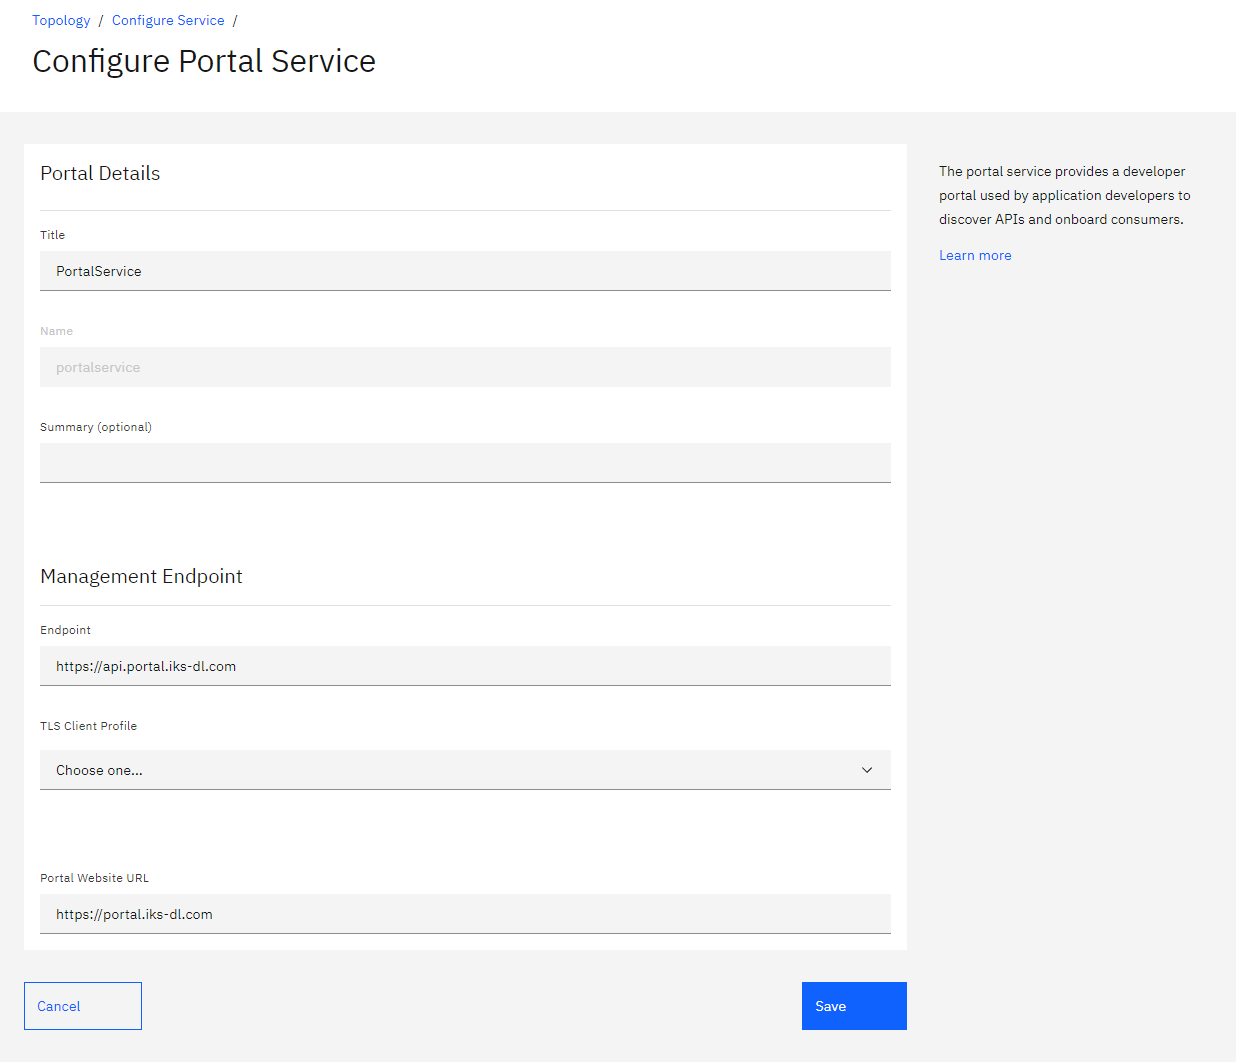 Topology / Configure Service /
Configure Portal Service
Portal Details
Title
PortalService
Name
portalservice
Summary (optional)
Management Endpoint
Endpoint
https://api.portal.iks-dl.com
TLS Client Profile
Choose one...
Portal Website URL
https://portal.iks-dl.com
Cancel
Save
The portal service provides a developer
portal used by application developers to
discover APIs and onboard consumers.
Learn more